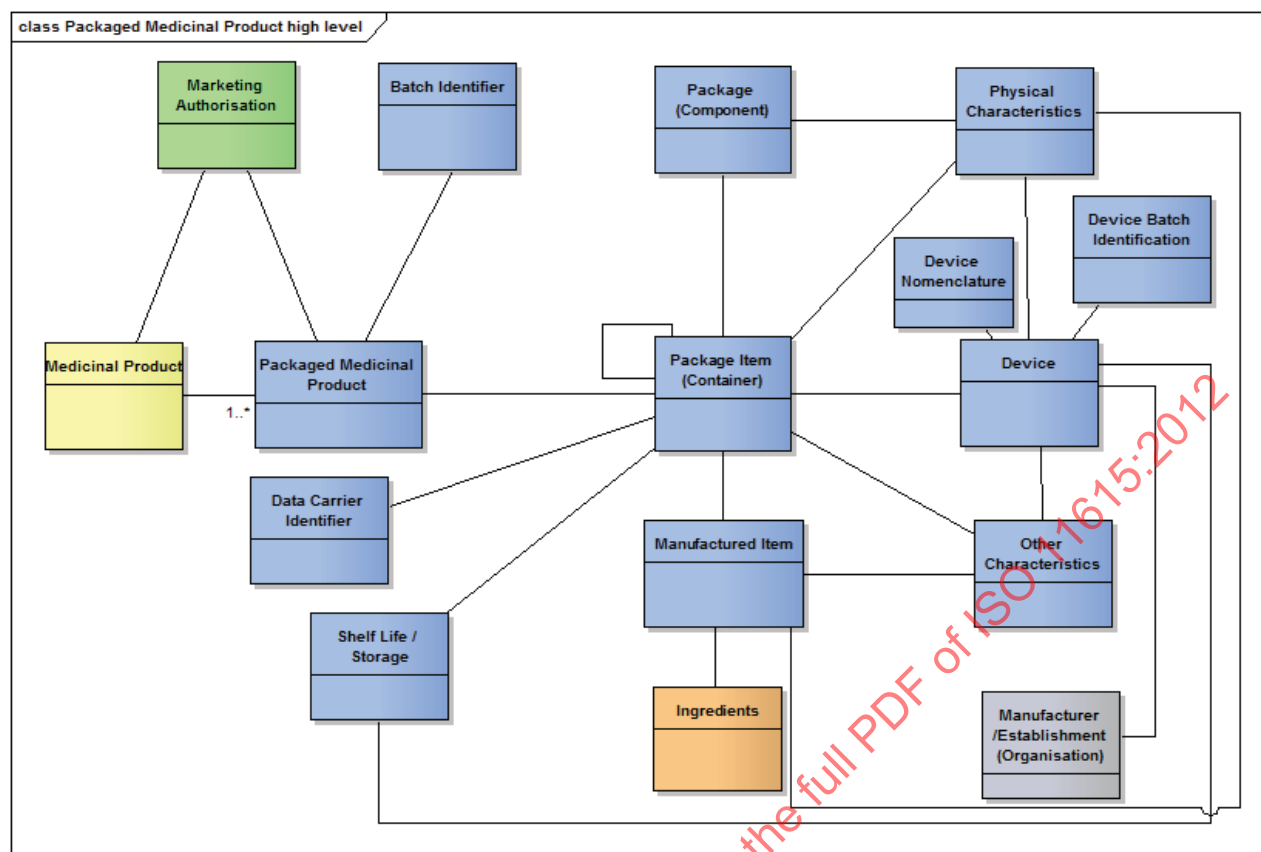 class Packaged Medicinal Product high level
Marketing
Authorisation
Batch Identifier
Package
(Component)
Physical
Characteristics
Device Batch
Identification
Device
Nomenclature
Medicinal Product
1..*
Packaged Medicinal
Product
Package Item
(Container)
Device
Data Carrier
Identifier
Manufactured Item
Other
Characteristics
Shelf Life /
Storage
Ingredients
Manufacturer
/Establishment
(Organisation)
the full PDF of ISO 11615:2012